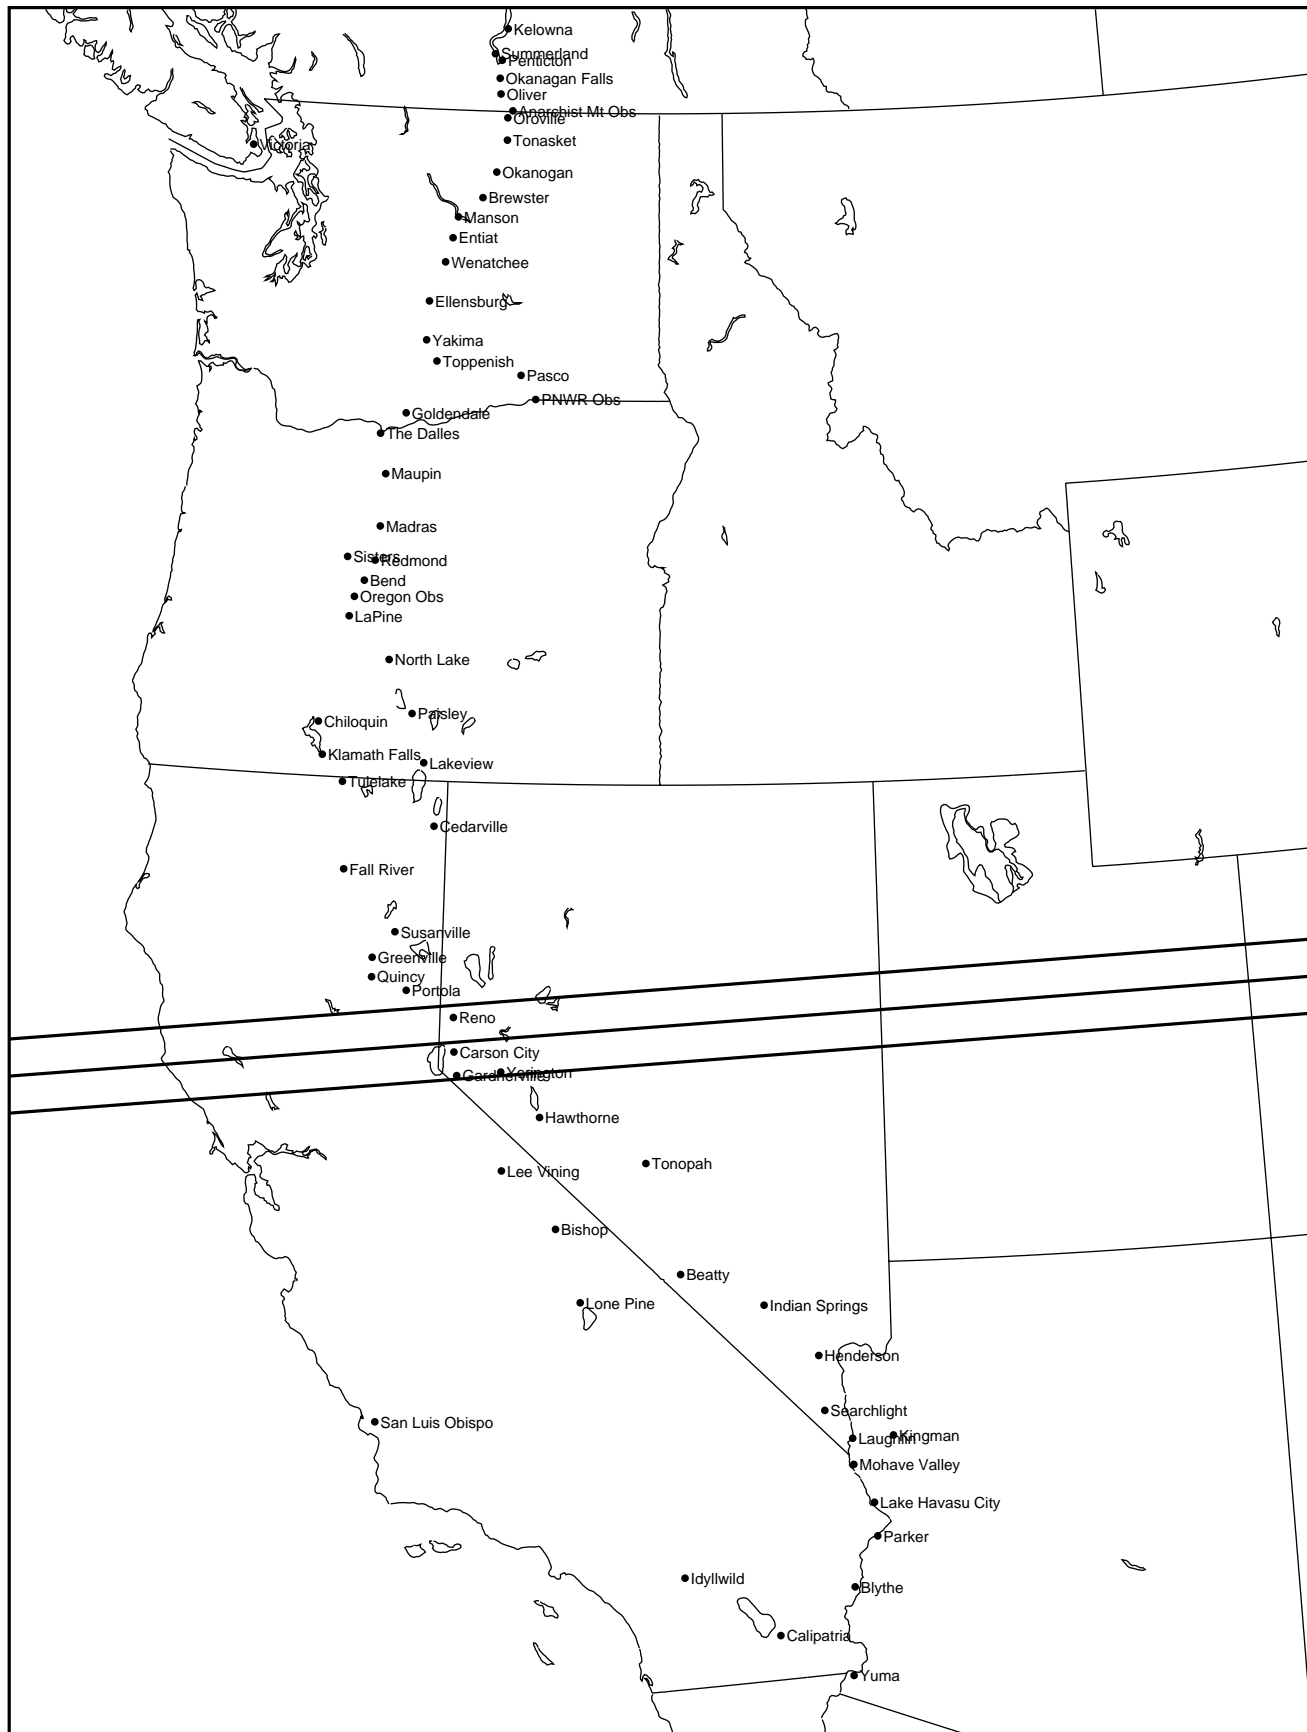 Kelowna
Summerland
Penticton
Okanagan Falls
Oliver
Anarchist Mt Obs
Oroville
Tonasket
Victoria
Okanogan
Brewster
Manson
Entiat
Wenatchee
Ellensburg
Yakima
Toppenish
Pasco
PNWR Obs
Goldendale
The Dalles
Maupin
Madras
Sisters
Redmond
Bend
Oregon Obs
LaPine
North Lake
Paisley
Chiloquin
Klamath Falls
Lakeview
Tulelake
Cedarville
Fall River
Susanville
Greenville
Quincy
Portola
Reno
Carson City
Yerington
Gardnerville
Hawthorne
Tonopah
Lee Vining
Bishop
Beatty
Lone Pine
Indian Springs
Henderson
Searchlight
San Luis Obispo
Kingman
Laughlin
Mohave Valley
Lake Havasu City
Parker
Idyllwild
Blythe
Calipatria
Yuma